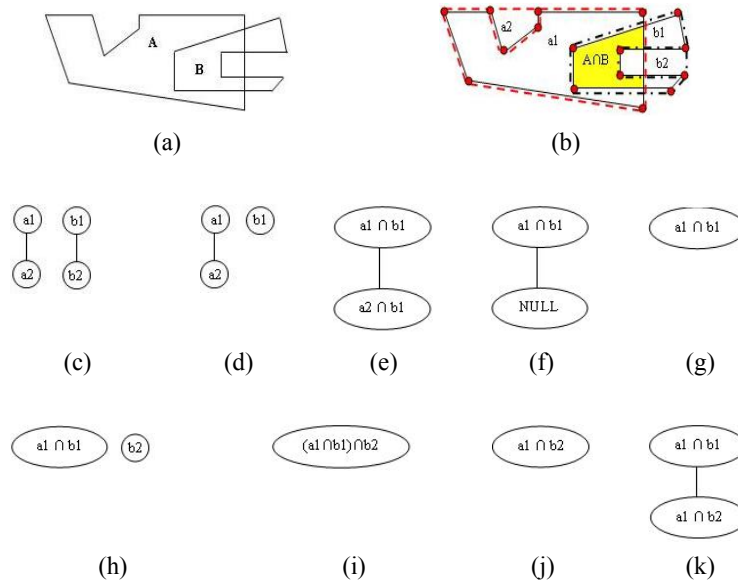 A
B
(a)
a2
a1
b1
A∩B
b2
(b)
a1 b1
a2 b2
(c)
a1 b1
a2
(d)
a1 ∩ b1
a2 ∩ b1
(e)
a1 ∩ b1
NULL
(f)
a1 ∩ b1
(g)
a1 ∩ b1 b2
(h)
(a1∩b1)∩b2
(i)
a1 ∩ b2
(j)
a1 ∩ b1
a1 ∩ b2
(k)